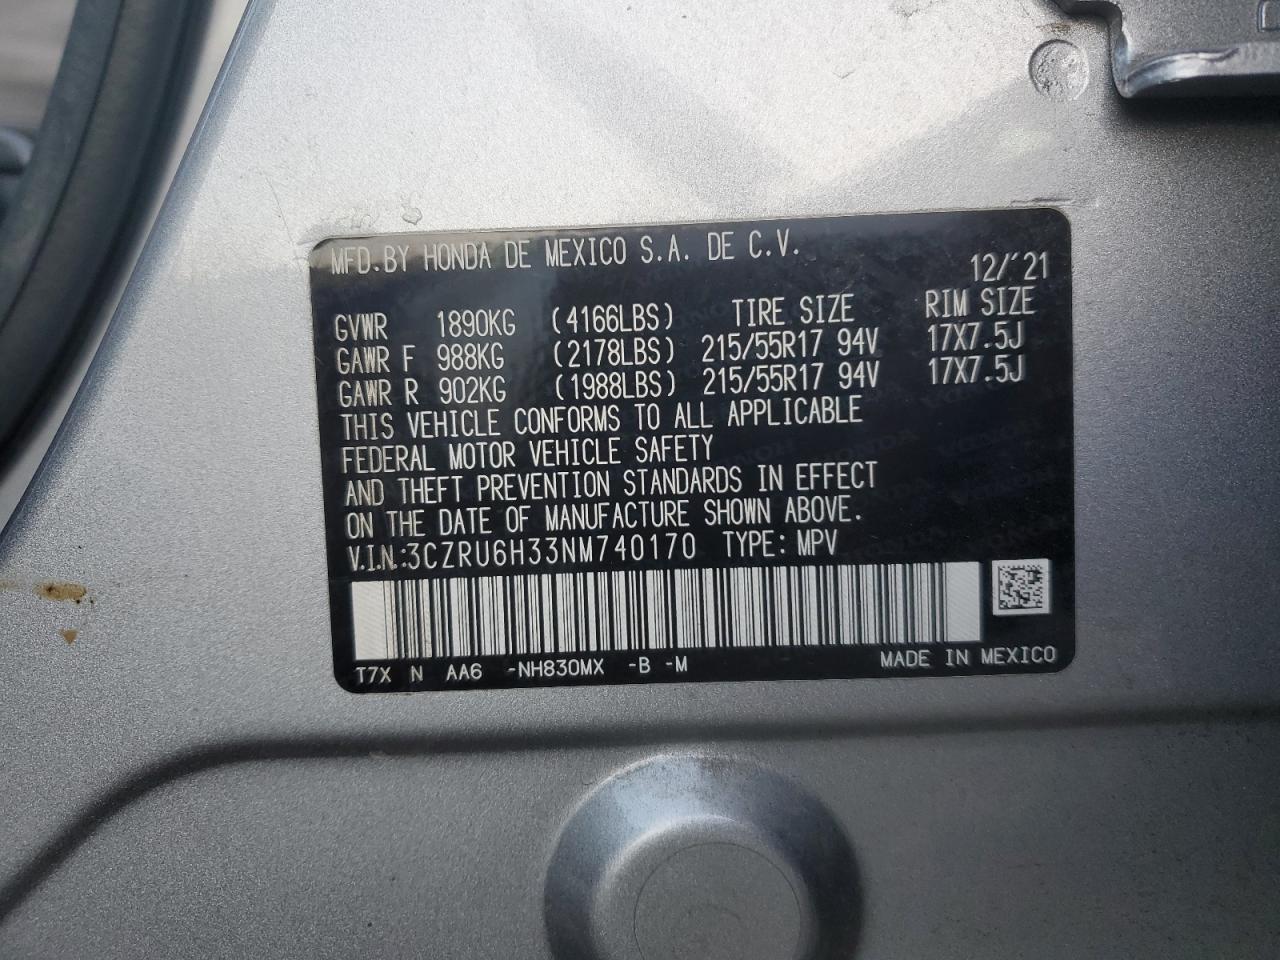 MFD.BY HONDA DE MEXICO S.A. DE C.V.
12/'21
GVWR 1890KG (4166LBS) TIRE SIZE RIM SIZE
GAWR F 988KG (2178LBS) 215/55R17 94V 17X7.5J
GAWR R 902KG (1988LBS) 215/55R17 94V 17X7.5J
THIS VEHICLE CONFORMS TO ALL APPLICABLE
FEDERAL MOTOR VEHICLE SAFETY
AND THEFT PREVENTION STANDARDS IN EFFECT
ON THE DATE OF MANUFACTURE SHOWN ABOVE.
V.I.N.:3CZRU6H33NM740170 TYPE:MPV
T7X N AA6 -NH830MX -B -M MADE IN MEXICO